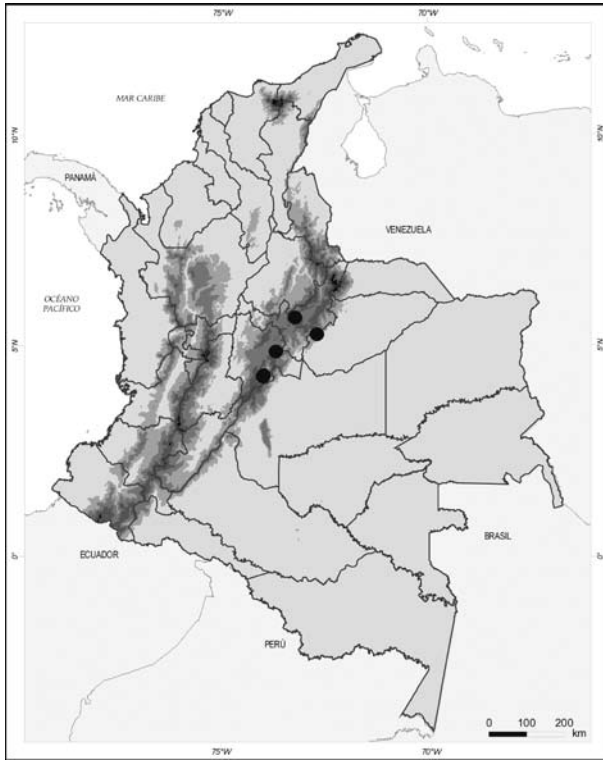 75°W
70°W
MAR CARIBE
10°N
10°N
PANAMÁ
VENEZUELA
OCÉANO
PACÍFICO
5°N
5°N
BRASIL
0°
0°
ECUADOR
PERÚ
0 100 200
km
75°W
70°W